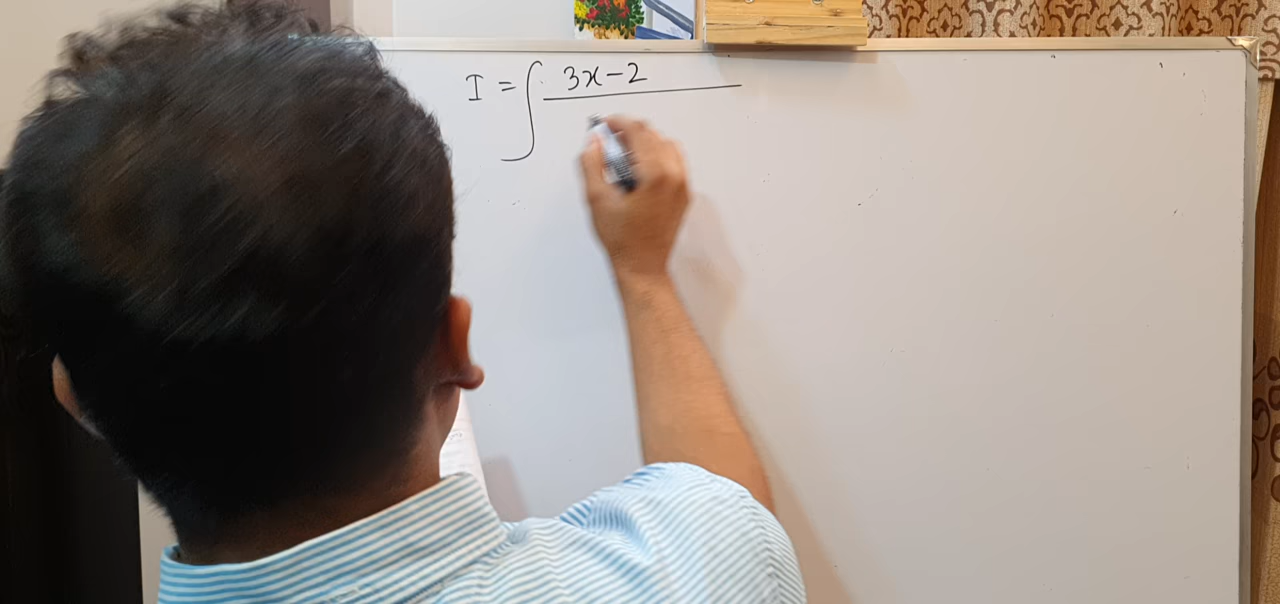 I = ∫ 3x-2